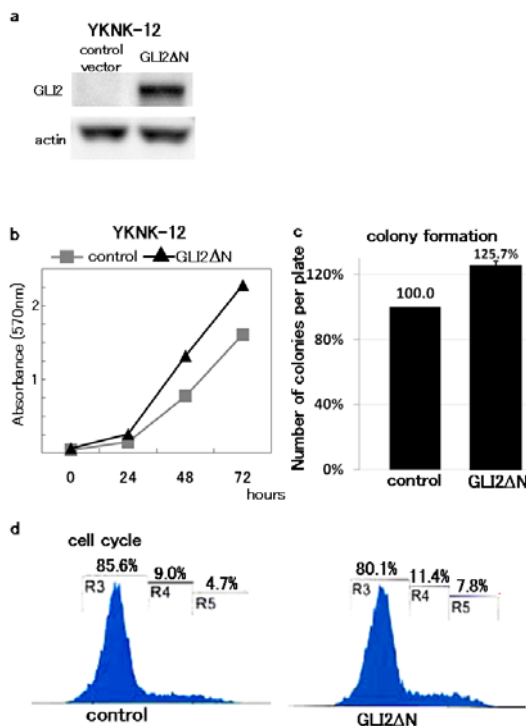 a
YKNK-12
control vector
GLI2ΔN
GLI2
actin
b
YKNK-12
control
GLI2ΔN
Absorbance (570nm)
2
1
0
24
48
72
hours
c
colony formation
Number of colonies per plate
120%
80%
40%
0%
100.0
125.7%
control
GLI2ΔN
d
cell cycle
85.6%
9.0%
4.7%
R3
R4
R5
control
80.1%
11.4%
7.8%
R3
R4
R5
GLI2ΔN